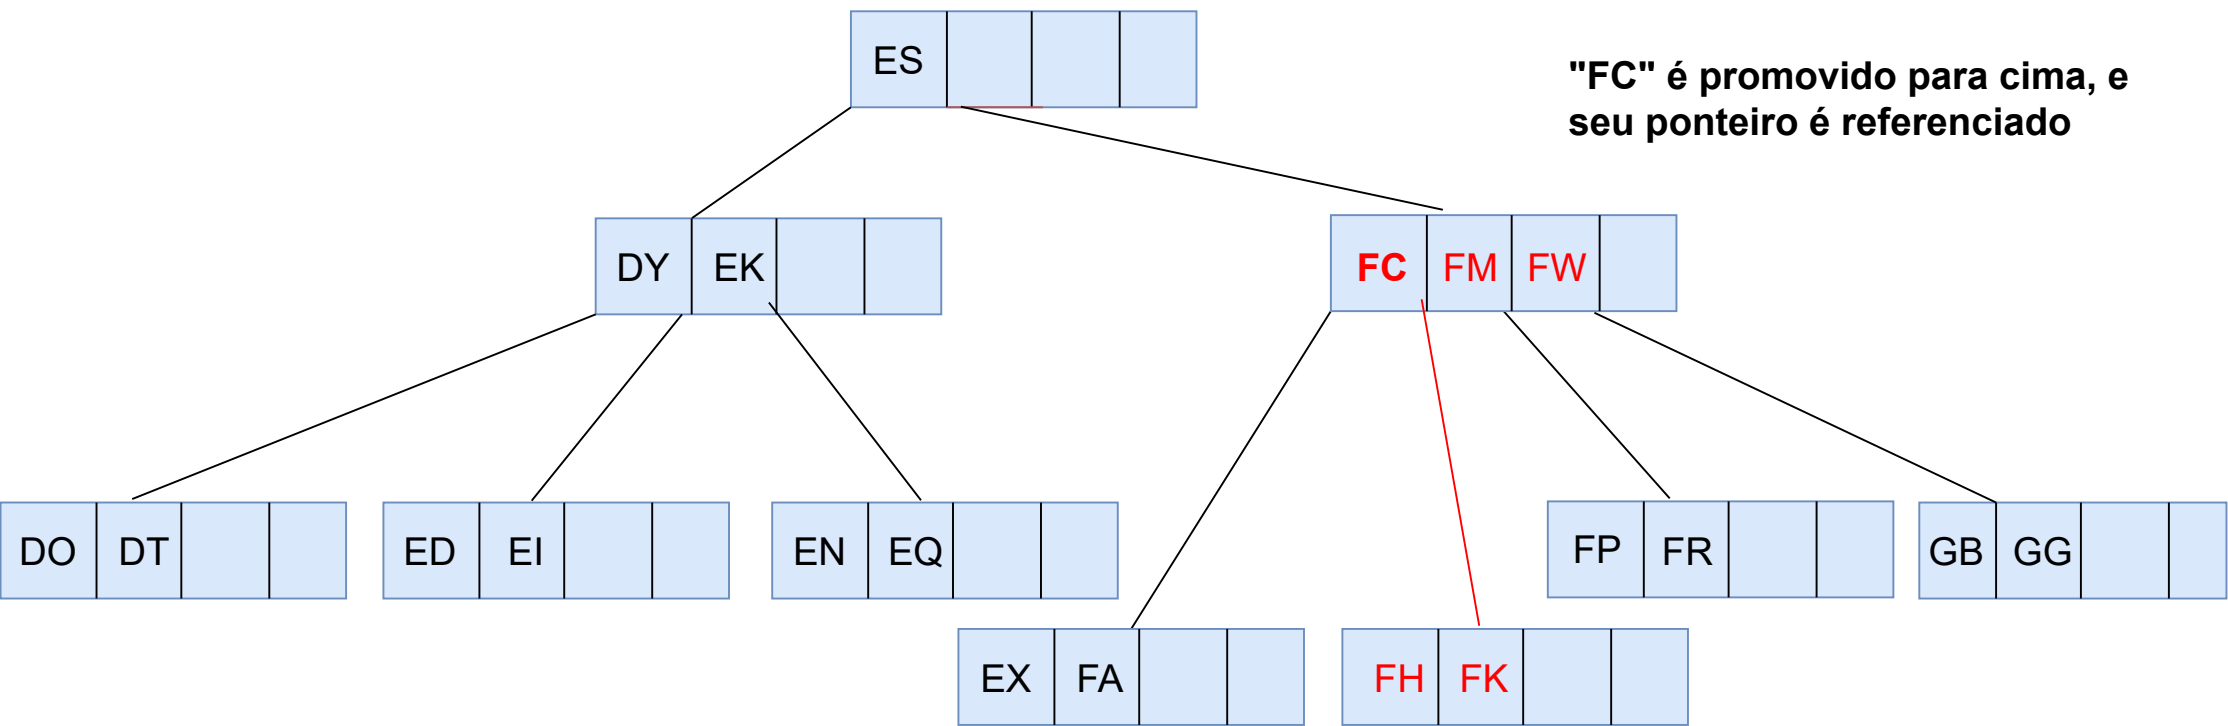 ES
"FC" é promovido para cima, e
seu ponteiro é referenciado
DY EK
FC FM FW
DO DT
ED EI
EN EQ
FP FR
GB GG
EX FA
FH FK